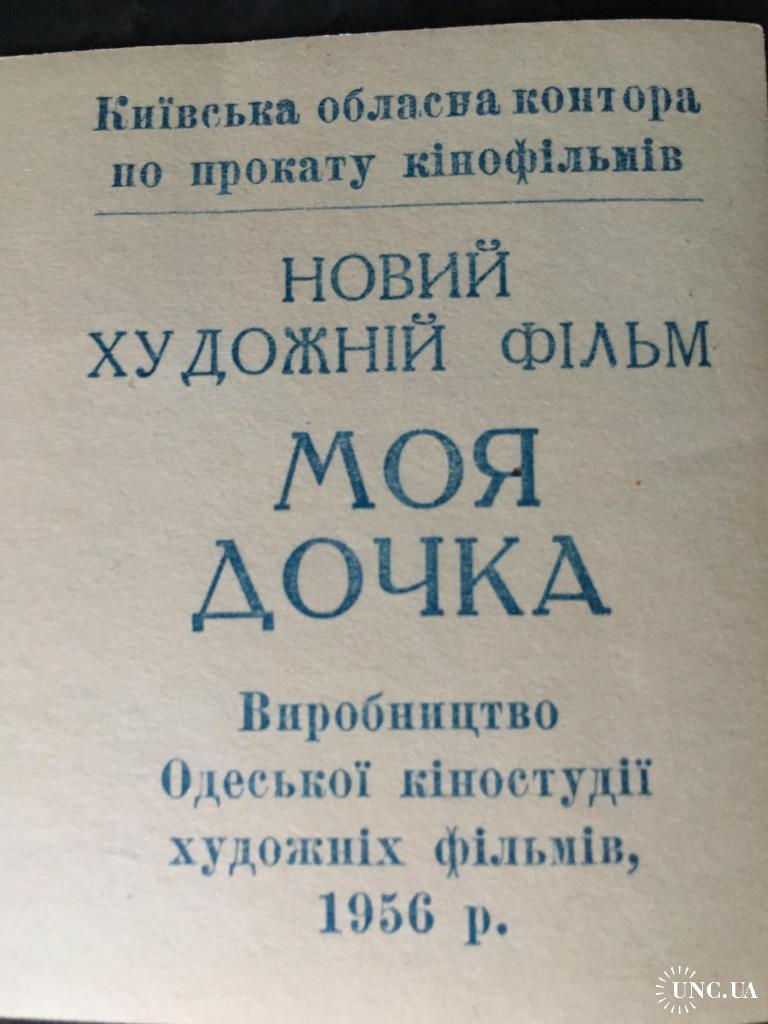 Київська обласна контора
по прокату кінофільмів
НОВИЙ
ХУДОЖНІЙ ФІЛЬМ
МОЯ
ДОЧКА
Виробництво
Одеської кіностудії
художніх фільмів,
1956 р.
UNC.UA